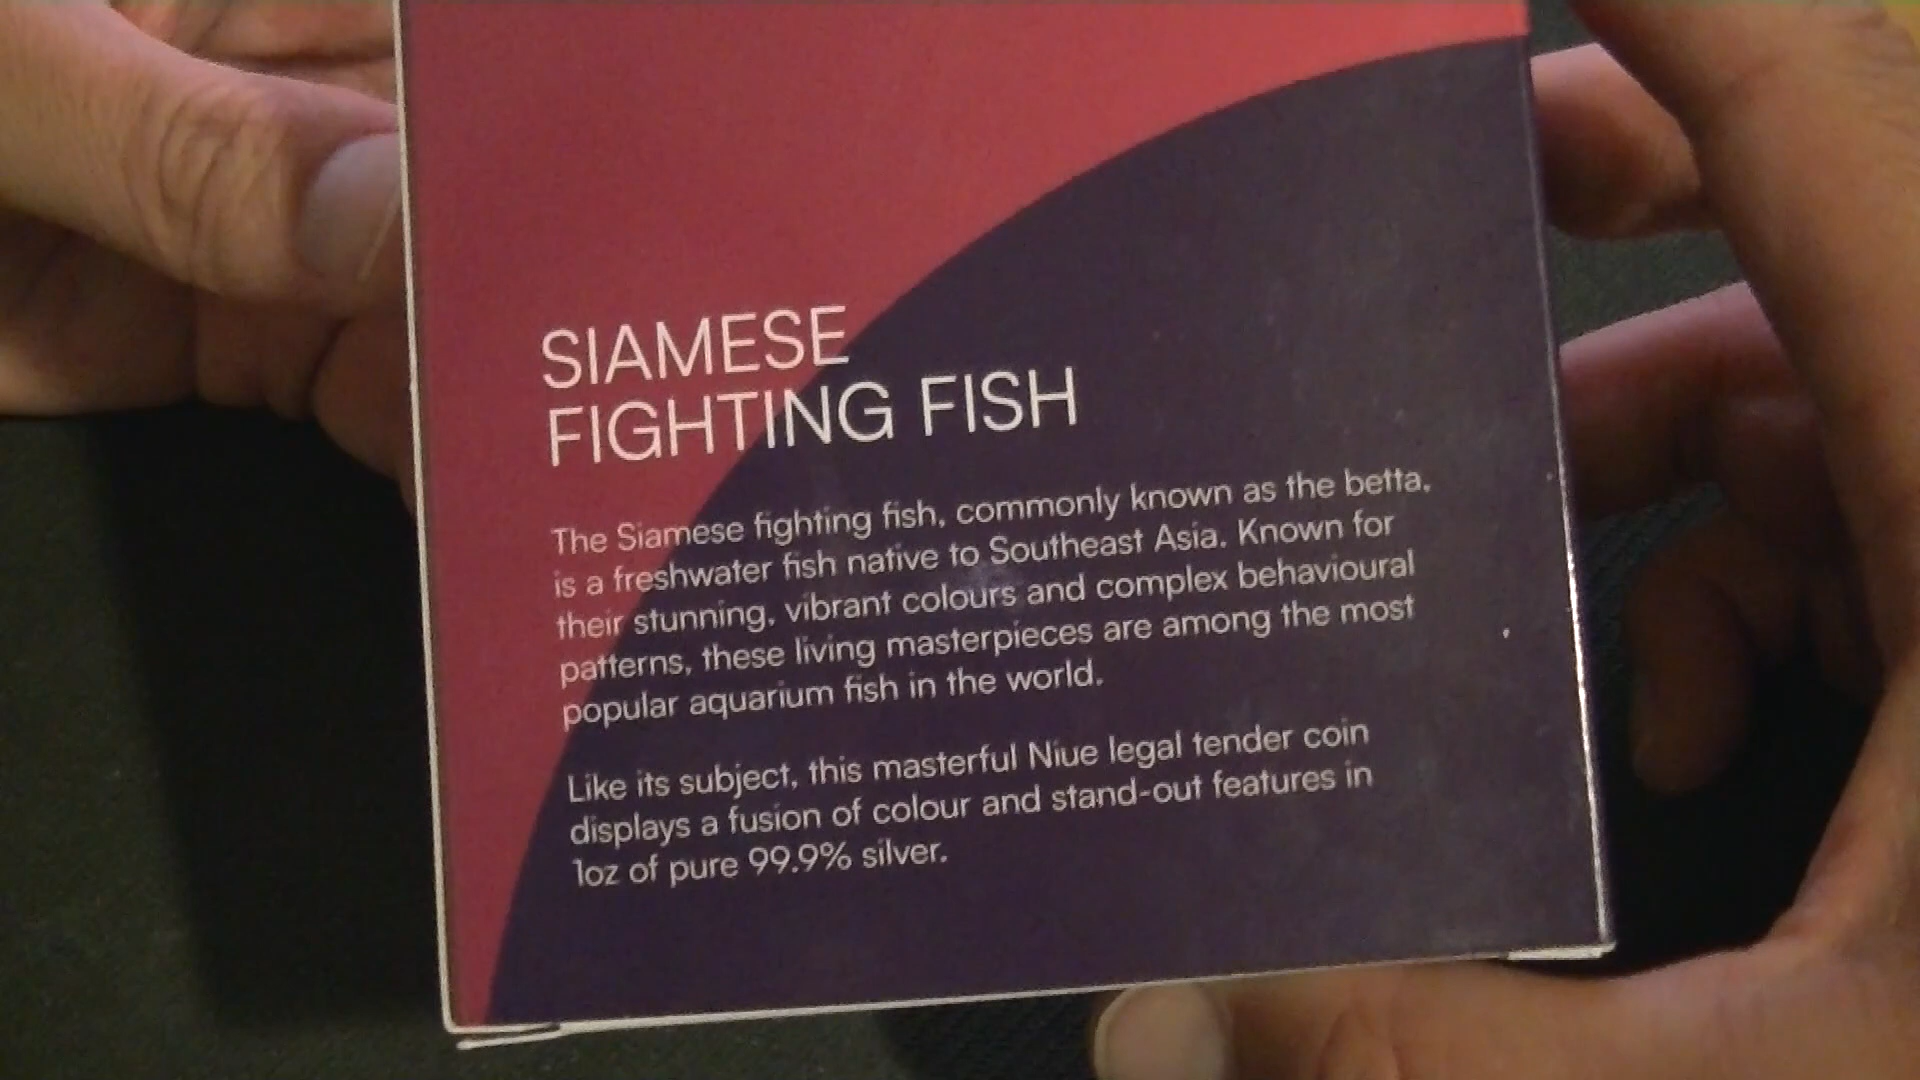 SIAMESE
FIGHTING FISH
The Siamese fighting fish, commonly known as the betta,
is a freshwater fish native to Southeast Asia. Known for
their stunning, vibrant colours and complex behavioural
patterns, these living masterpieces are among the most
popular aquarium fish in the world.
Like its subject, this masterful Niue legal tender coin
displays a fusion of colour and stand-out features in
1oz of pure 99.9% silver.